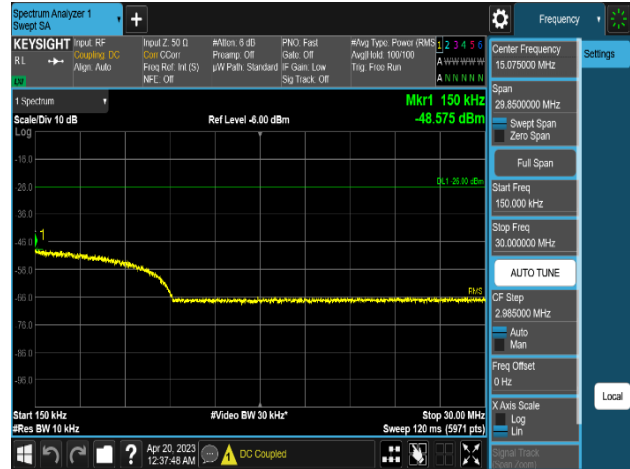 Spectrum Analyzer 1
Swept SA
Frequency
KEYSIGHT
RL
Input: RF
Coupling: DC
Align: Auto
Input Z: 50 Ω
Corr CCorr
Freq Ref: Int (S)
NFE: Off
#Atten: 6 dB
Preamp: Off
µW Path: Standard
PNO: Fast
Gate: Off
IF Gain: Low
Sig Track: Off
#Avg Type: Power (RMS
Avg|Hold: 100/100
Trig: Free Run
1 2 3 4 5 6
A W W W W W
A N N N N N
1 Spectrum
Scale/Div 10 dB
Log
Ref Level -6.00 dBm
Mkr1 150 kHz
-48.575 dBm
-16.0
-26.0
-36.0
-46.0
-56.0
-66.0
-76.0
-86.0
-96.0
DL1 -26.00 dBm
1
RMS
Start 150 kHz
#Res BW 10 kHz
#Video BW 30 kHz*
Stop 30.00 MHz
Sweep 120 ms (5971 pts)
Center Frequency
15.075000 MHz
Span
29.8500000 MHz
Swept Span
Zero Span
Full Span
Start Freq
150.000 kHz
Stop Freq
30.000000 MHz
AUTO TUNE
CF Step
2.985000 MHz
Auto
Man
Freq Offset
0 Hz
X Axis Scale
Log
Lin
Signal Track
(Span Zoom)
Settings
Local
?
Apr 20, 2023
12:37:48 AM
DC Coupled